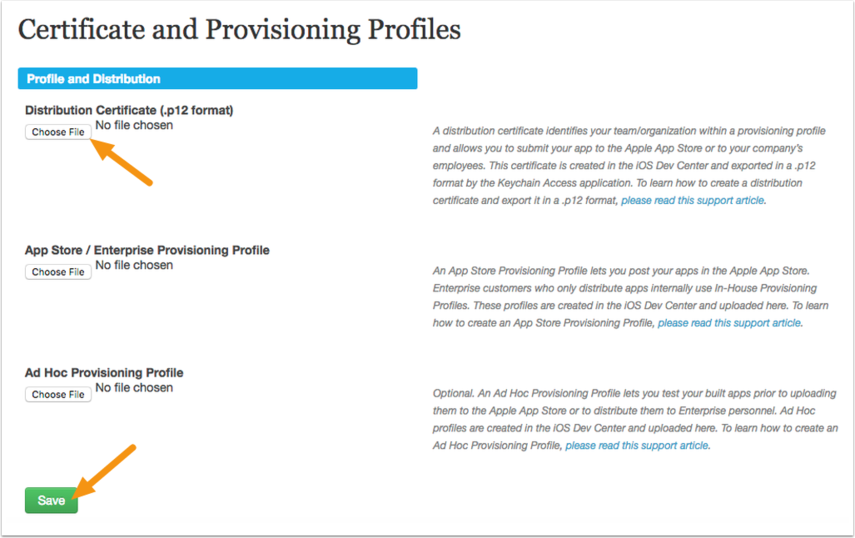 Certificate and Provisioning Profiles
Profile and Distribution
Distribution Certificate (.p12 format)
Choose File No file chosen
A distribution certificate identifies your team/organization within a provisioning profile
and allows you to submit your app to the Apple App Store or to your company's
employees. This certificate is created in the iOS Dev Center and exported in a .p12
format by the Keychain Access application. To learn how to create a distribution
certificate and export it in a .p12 format, please read this support article.
App Store / Enterprise Provisioning Profile
Choose File No file chosen
An App Store Provisioning Profile lets you post your apps in the Apple App Store.
Enterprise customers who only distribute apps internally use In-House Provisioning
Profiles. These profiles are created in the iOS Dev Center and uploaded here. To learn
how to create an App Store Provisioning Profile, please read this support article.
Ad Hoc Provisioning Profile
Choose File No file chosen
Optional. An Ad Hoc Provisioning Profile lets you test your built apps prior to uploading
them to the Apple App Store or to distribute them to Enterprise personnel. Ad Hoc
profiles are created in the iOS Dev Center and uploaded here. To learn how to create an
Ad Hoc Provisioning Profile, please read this support article.
Save